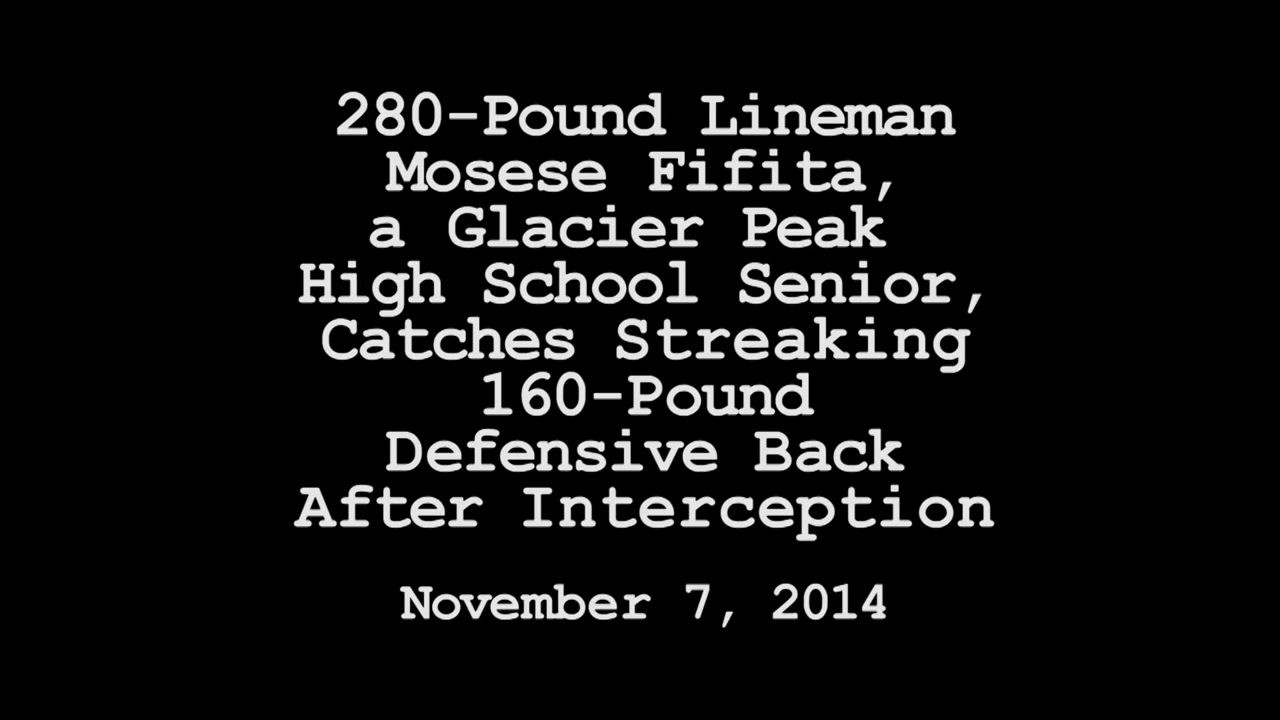 280-Pound Lineman
Mosese Fifita,
a Glacier Peak
High School Senior,
Catches Streaking
160-Pound
Defensive Back
After Interception
November 7, 2014